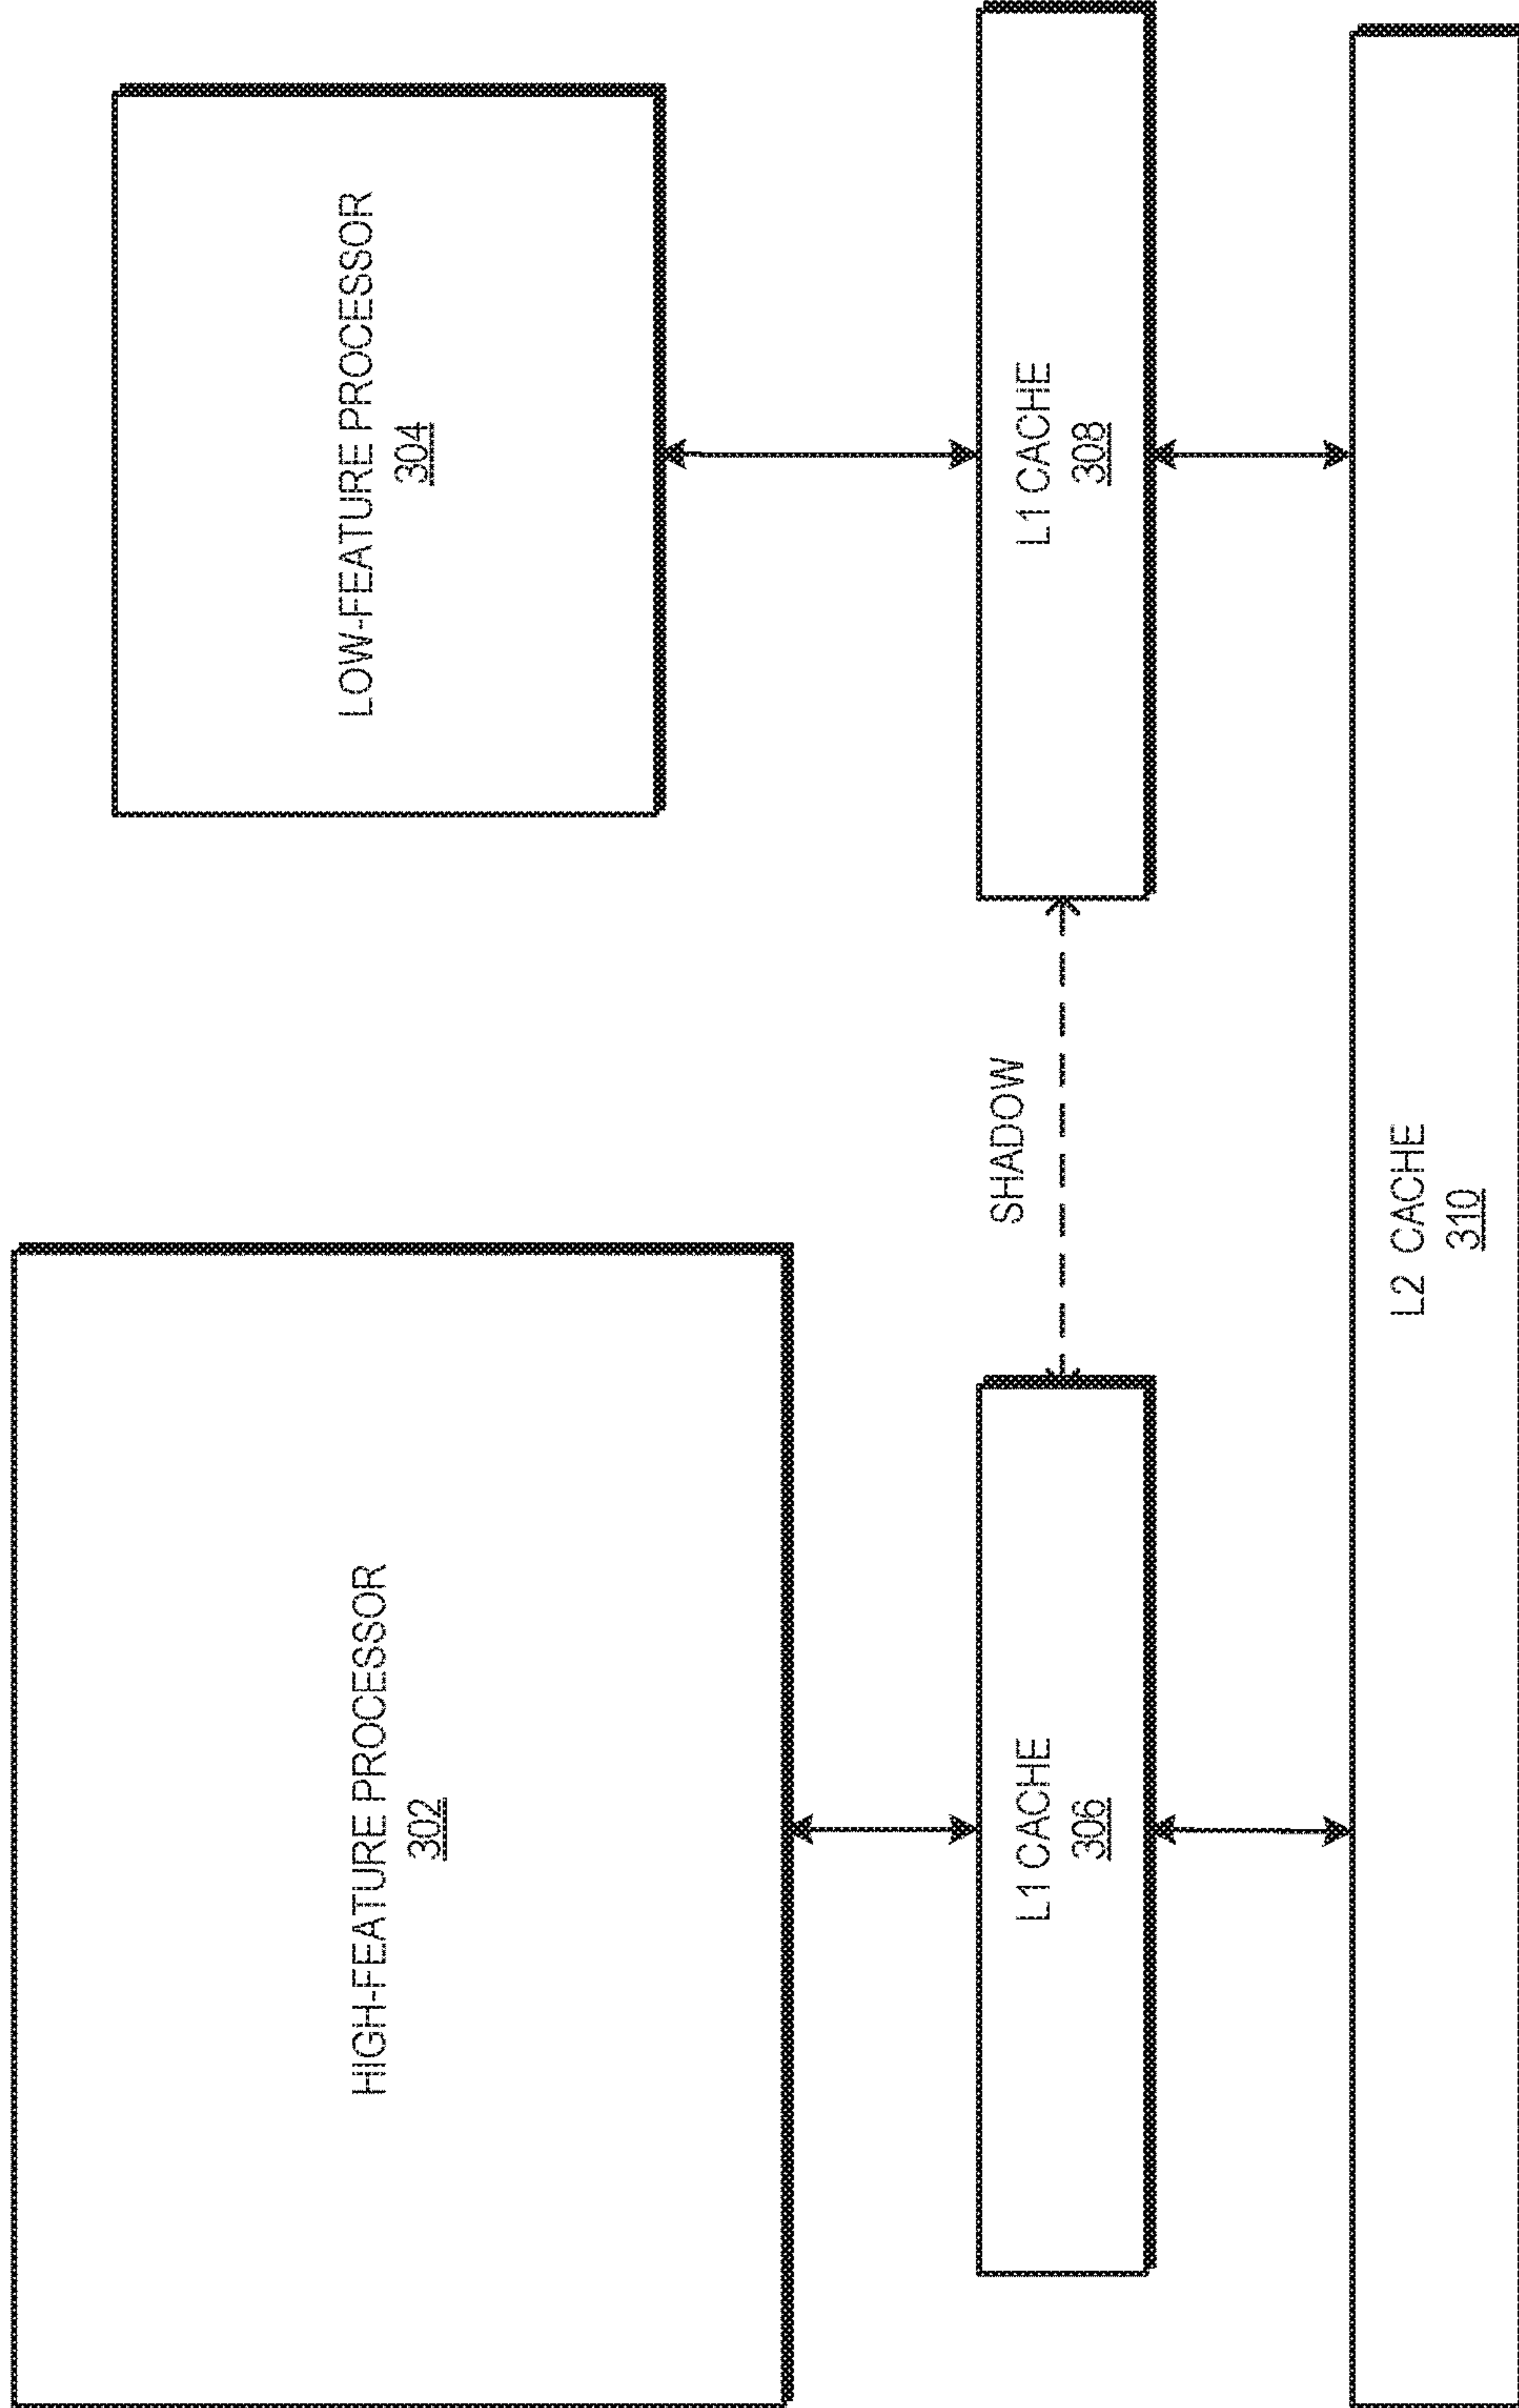 HIGH-FEATURE PROCESSOR
302
LOW-FEATURE PROCESSOR
304
L1 CACHE
306
SHADOW
L1 CACHE
308
L2 CACHE
310